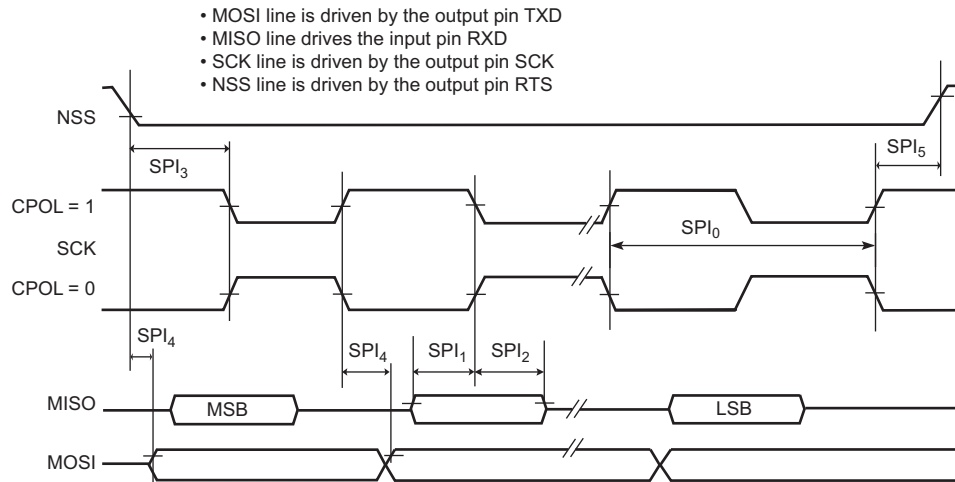 • MOSI line is driven by the output pin TXD
• MISO line drives the input pin RXD
• SCK line is driven by the output pin SCK
• NSS line is driven by the output pin RTS
NSS
SPI3
SPI5
CPOL = 1
SCK
SPI0
CPOL = 0
SPI4
SPI4
SPI1
SPI2
MISO
MSB
LSB
MOSI